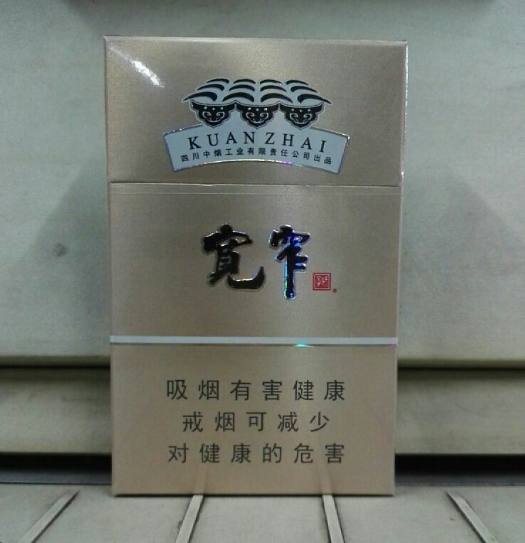 KUANZHAI
四川中烟工业有限责任公司出品
宽窄
吸烟有害健康
戒烟可减少
对健康的危害